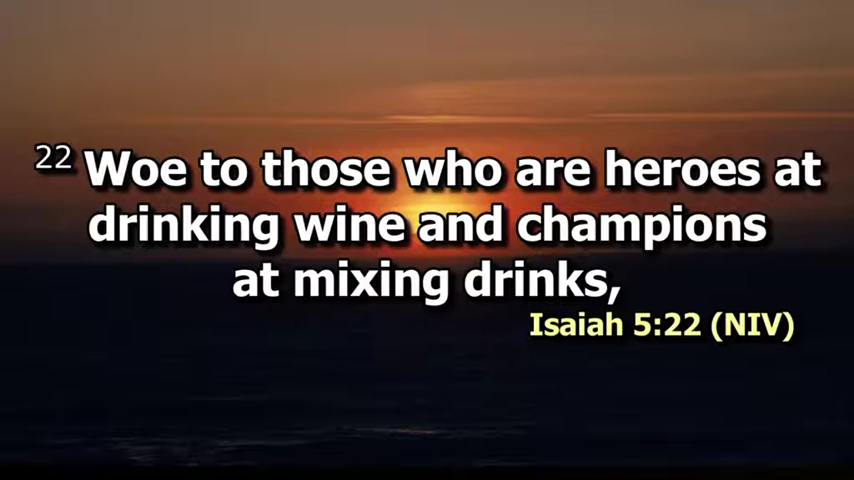 22 Woe to those who are heroes at
drinking wine and champions
at mixing drinks,
Isaiah 5:22 (NIV)